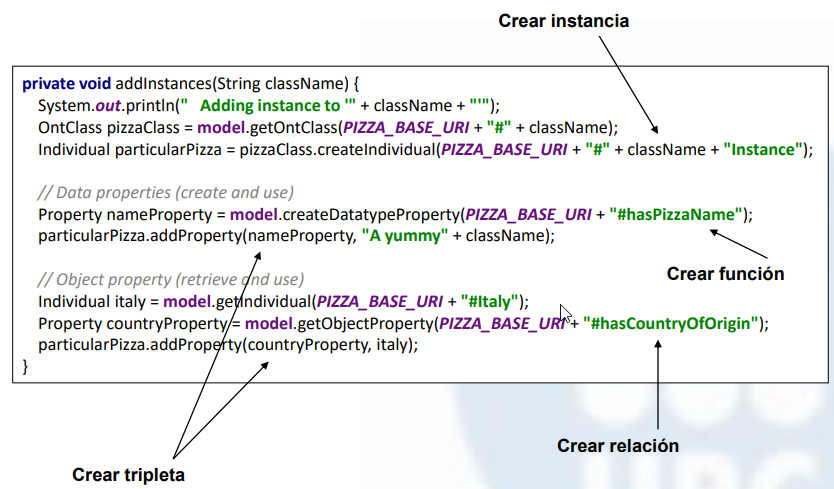 Crear instancia
private void addInstances(String className) {
System.out.println("   Adding instance to '" + className + "'");
OntClass pizzaClass = model.getOntClass(PIZZA_BASE_URI + "#" + className);
Individual particularPizza = pizzaClass.createIndividual(PIZZA_BASE_URI + "#" + className + "Instance");
// Data properties (create and use)
Property nameProperty = model.createDatatypeProperty(PIZZA_BASE_URI + "#hasPizzaName");
particularPizza.addProperty(nameProperty, "A yummy" + className);
Crear función
// Object property (retrieve and use)
Individual italy = model.getIndividual(PIZZA_BASE_URI + "#Italy");
Property countryProperty = model.getObjectProperty(PIZZA_BASE_URI + "#hasCountryOfOrigin");
particularPizza.addProperty(countryProperty, italy);
}
Crear relación
Crear tripleta